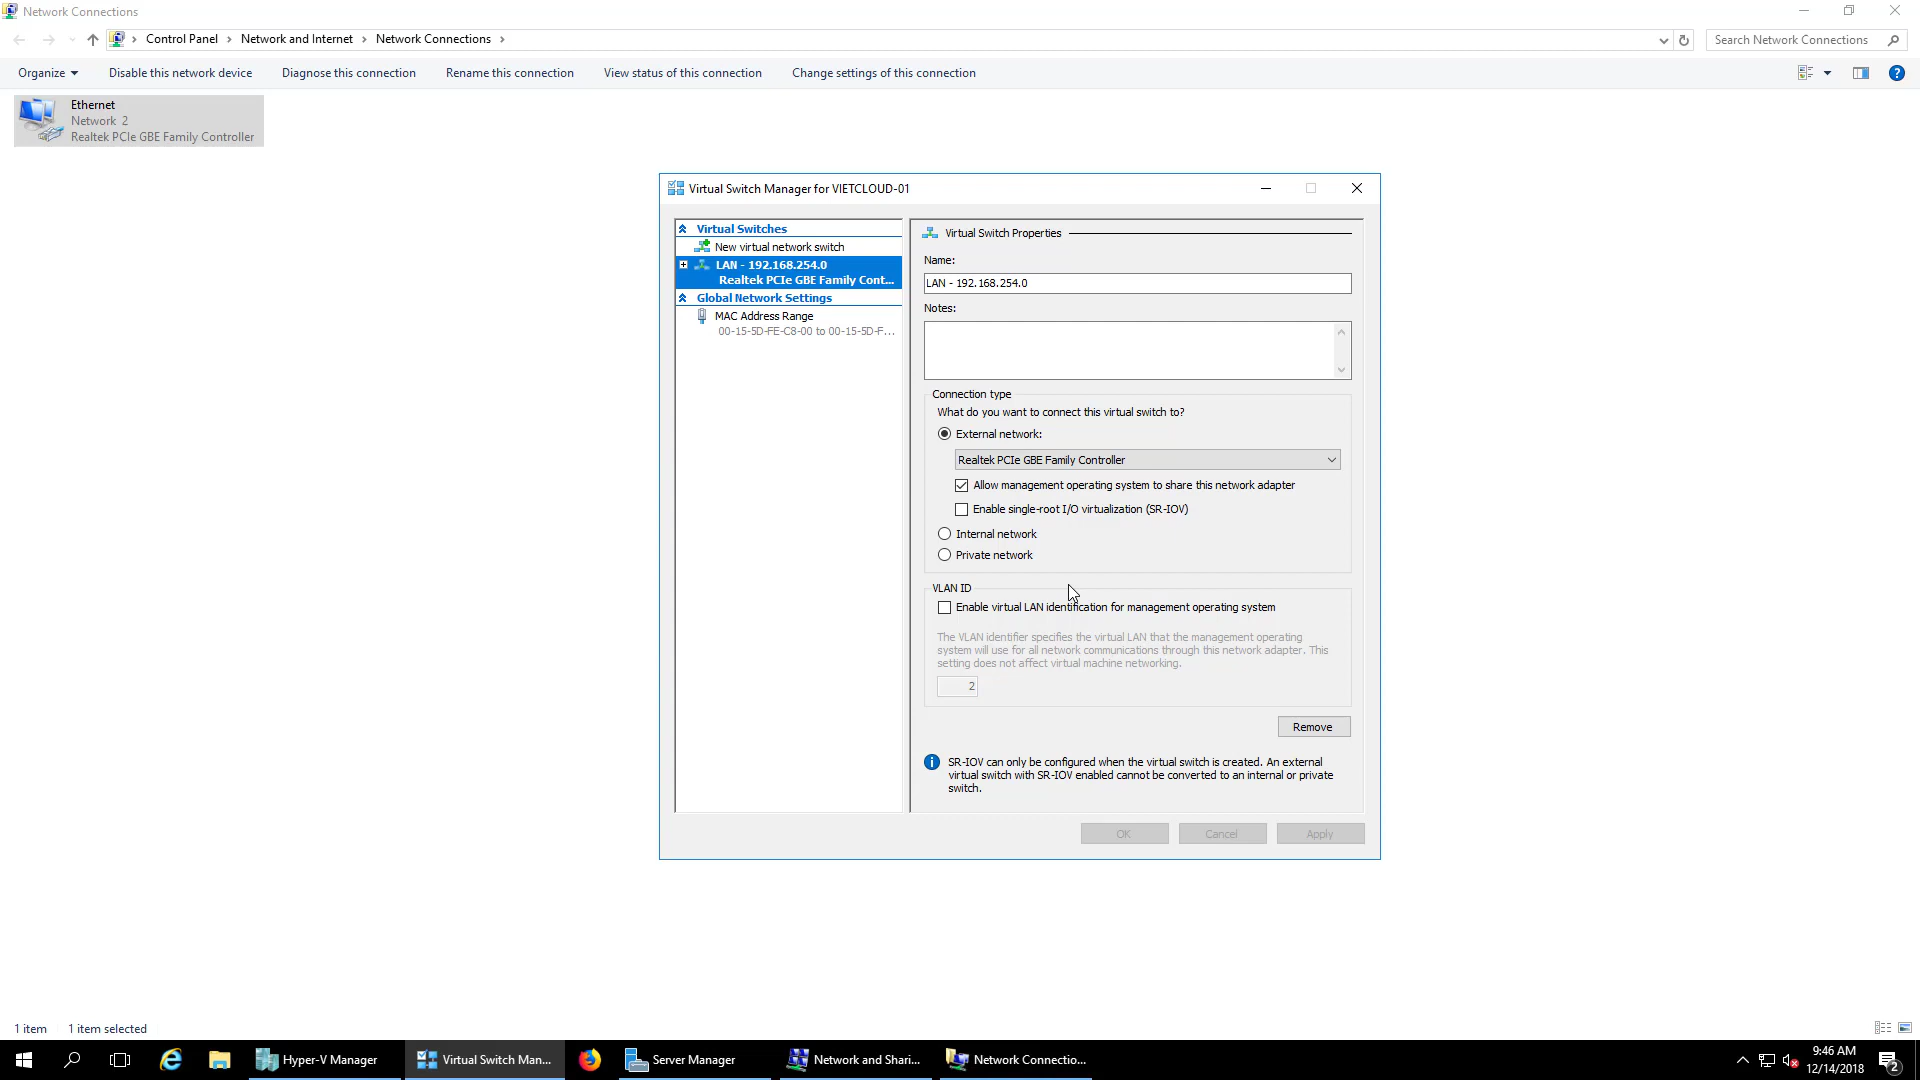 Network Connections
Control Panel
Network and Internet
Network Connections
Search Network Connections
Organize
Disable this network device
Diagnose this connection
Rename this connection
View status of this connection
Change settings of this connection
Ethernet
Network 2
Realtek PCIe GBE Family Controller
Virtual Switch Manager for VIETCLOUD-01
Virtual Switches
New virtual network switch
LAN - 192.168.254.0
Realtek PCIe GBE Family Cont...
Global Network Settings
MAC Address Range
00-15-5D-FE-C8-00 to 00-15-5D-F...
Virtual Switch Properties
Name:
LAN - 192.168.254.0
Notes:
Connection type
What do you want to connect this virtual switch to?
External network:
Realtek PCIe GBE Family Controller
Allow management operating system to share this network adapter
Enable single-root I/O virtualization (SR-IOV)
Internal network
Private network
VLAN ID
Enable virtual LAN identification for management operating system
The VLAN identifier specifies the virtual LAN that the management operating
system will use for all network communications through this network adapter. This
setting does not affect virtual machine networking.
2
Remove
SR-IOV can only be configured when the virtual switch is created. An external
virtual switch with SR-IOV enabled cannot be converted to an internal or private
switch.
OK
Cancel
Apply
1 item
1 item selected
Hyper-V Manager
Virtual Switch Man...
Server Manager
Network and Shari...
Network Connectio...
9:46 AM
12/14/2018
2